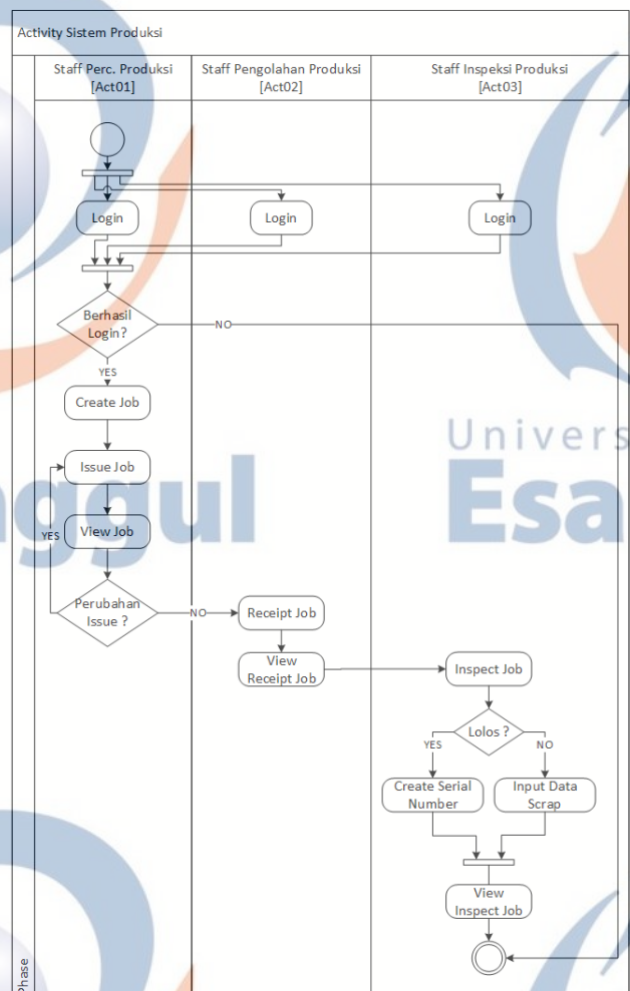 Activity Sistem Produksi
Staff Perc. Produksi
[Act01]
Staff Pengolahan Produksi
[Act02]
Staff Inspeksi Produksi
[Act03]
Login
Login
Login
Berhasil
Login?
NO
YES
Create Job
Univers
Esa
nggul
Issue Job
YES
View Job
Perubahan
Issue ?
NO
Receipt Job
View
Receipt Job
Inspect Job
Lolos ?
YES
NO
Create Serial
Number
Input Data
Scrap
View
Inspect Job
Phase